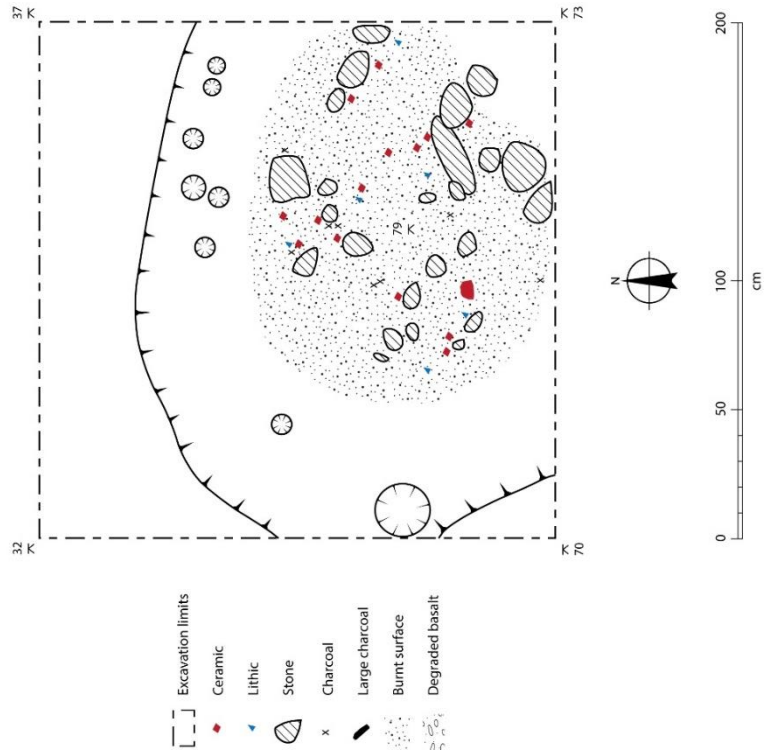 37 K
K 73
79 K
32 K
K 70
N
0
50
100
200
cm
Excavation limits
Ceramic
Lithic
Stone
Charcoal
Large charcoal
Burnt surface
Degraded basalt